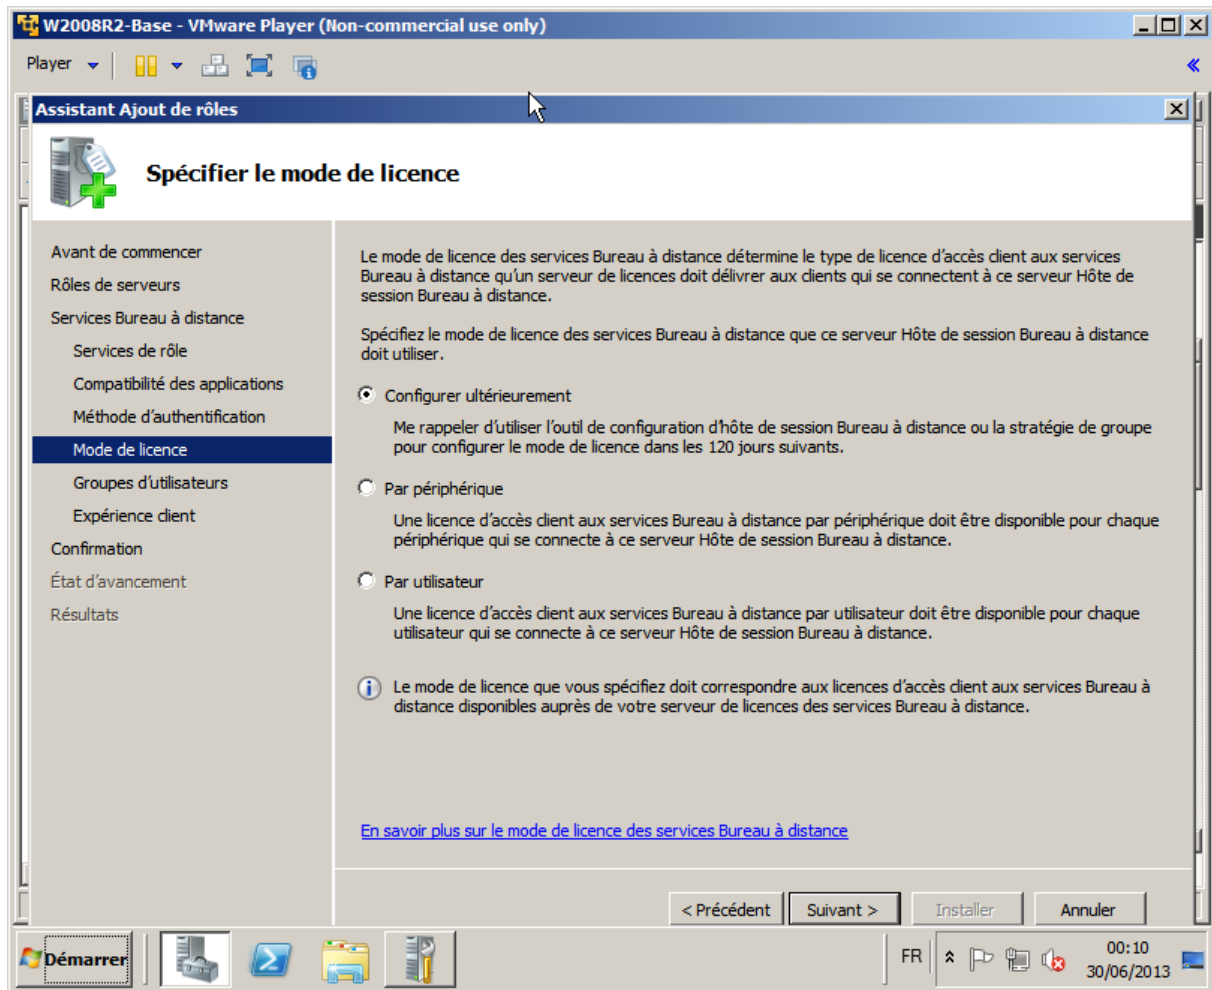 W2008R2-Base - VMware Player (Non-commercial use only)
Player
Assistant Ajout de rôles
Spécifier le mode de licence
Avant de commencer
Rôles de serveurs
Services Bureau à distance
Services de rôle
Compatibilité des applications
Méthode d'authentification
Mode de licence
Groupes d'utilisateurs
Expérience client
Confirmation
État d'avancement
Résultats
Le mode de licence des services Bureau à distance détermine le type de licence d'accès client aux services
Bureau à distance qu'un serveur de licences doit délivrer aux clients qui se connectent à ce serveur Hôte de
session Bureau à distance.
Spécifiez le mode de licence des services Bureau à distance que ce serveur Hôte de session Bureau à distance
doit utiliser.
Configurer ultérieurement
Me rappeler d'utiliser l'outil de configuration d'hôte de session Bureau à distance ou la stratégie de groupe
pour configurer le mode de licence dans les 120 jours suivants.
Par périphérique
Une licence d'accès client aux services Bureau à distance par périphérique doit être disponible pour chaque
périphérique qui se connecte à ce serveur Hôte de session Bureau à distance.
Par utilisateur
Une licence d'accès client aux services Bureau à distance par utilisateur doit être disponible pour chaque
utilisateur qui se connecte à ce serveur Hôte de session Bureau à distance.
Le mode de licence que vous spécifiez doit correspondre aux licences d'accès client aux services Bureau à
distance disponibles auprès de votre serveur de licences des services Bureau à distance.
En savoir plus sur le mode de licence des services Bureau à distance
< Précédent
Suivant >
Installer
Annuler
Démarrer
FR
00:10
30/06/2013